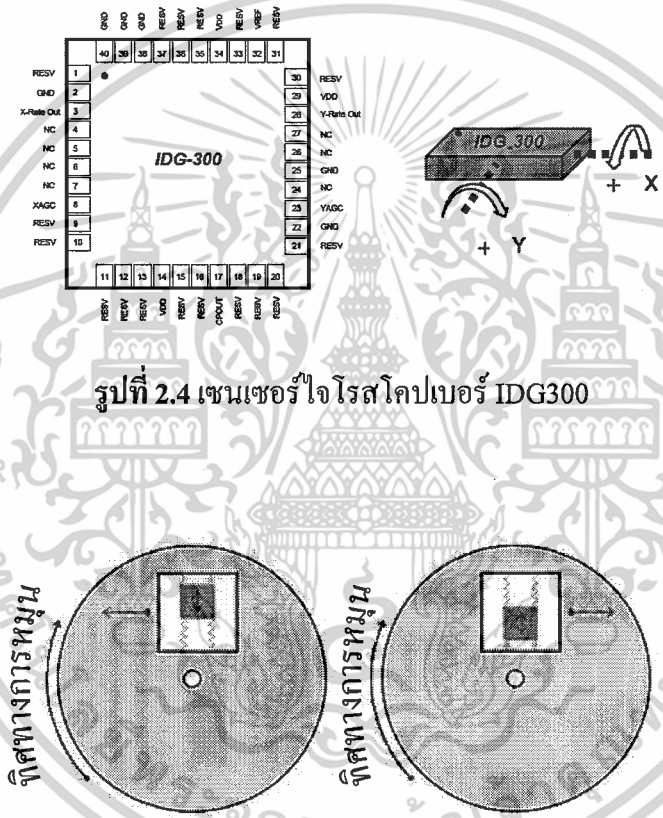 GND GND GND RESV RESV RESV VDD RESV VREF RESV
40 39 38 37 36 35 34 33 32 31
RESV 1
GND 2
X-Rate Out 3
NC 4
NC 5
NC 6
NC 7
XAGC 8
RESV 9
RESV 10
IDG-300
30 RESV
29 VDD
28 Y-Rate Out
27 NC
26 NC
25 GND
24 NC
23 YAGC
22 GND
21 RESV
11 12 13 14 15 16 17 18 19 20
RESV RESV RESV VDD RESV RESV CPOUT RESV RESV RESV
IDG 300
+ X
+ Y
รูปที่ 2.4 เซนเซอร์ไจโรสโคปเบอร์ IDG300
ทิศทางการหมุน
ทิศทางการหมุน